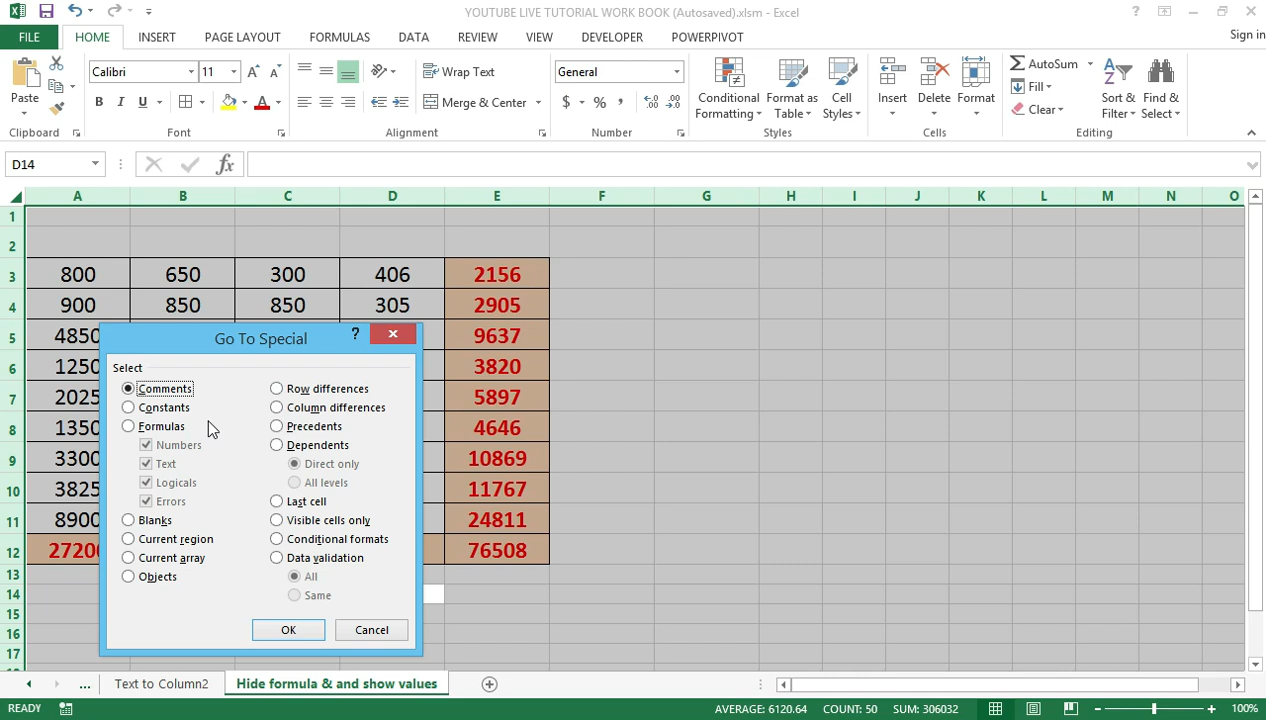 YOUTUBE LIVE TUTORIAL WORK BOOK (Autosaved).xlsm - Excel
?
FILE HOME INSERT PAGE LAYOUT FORMULAS DATA REVIEW VIEW DEVELOPER POWERPIVOT Sign in
Paste Calibri 11 A A Wrap Text General AutoSum
B I U A Merge & Center $ % , .00 Conditional Formatting Format as Table Cell Styles Insert Delete Format Fill Clear Sort & Filter Find & Select
Clipboard Font Alignment Number Styles Cells Editing
D14 fx
A B C D E F G H I J K L M N O
1
2
3 800 650 300 406 2156
4 900 850 850 305 2905
5 4850 9637
6 1250 3820
7 2025 5897
8 1350 4646
9 3300 10869
10 3825 11767
11 8900 24811
12 2720 76508
13
14
15
16
17
Go To Special ?
Select
Comments Row differences
Constants Column differences
Formulas Precedents
Numbers Dependents
Text Direct only
Logicals All levels
Errors Last cell
Blanks Visible cells only
Current region Conditional formats
Current array Data validation
Objects All
Same
OK Cancel
... Text to Column2 Hide formula & and show values
READY AVERAGE: 6120.64 COUNT: 50 SUM: 306032 100%